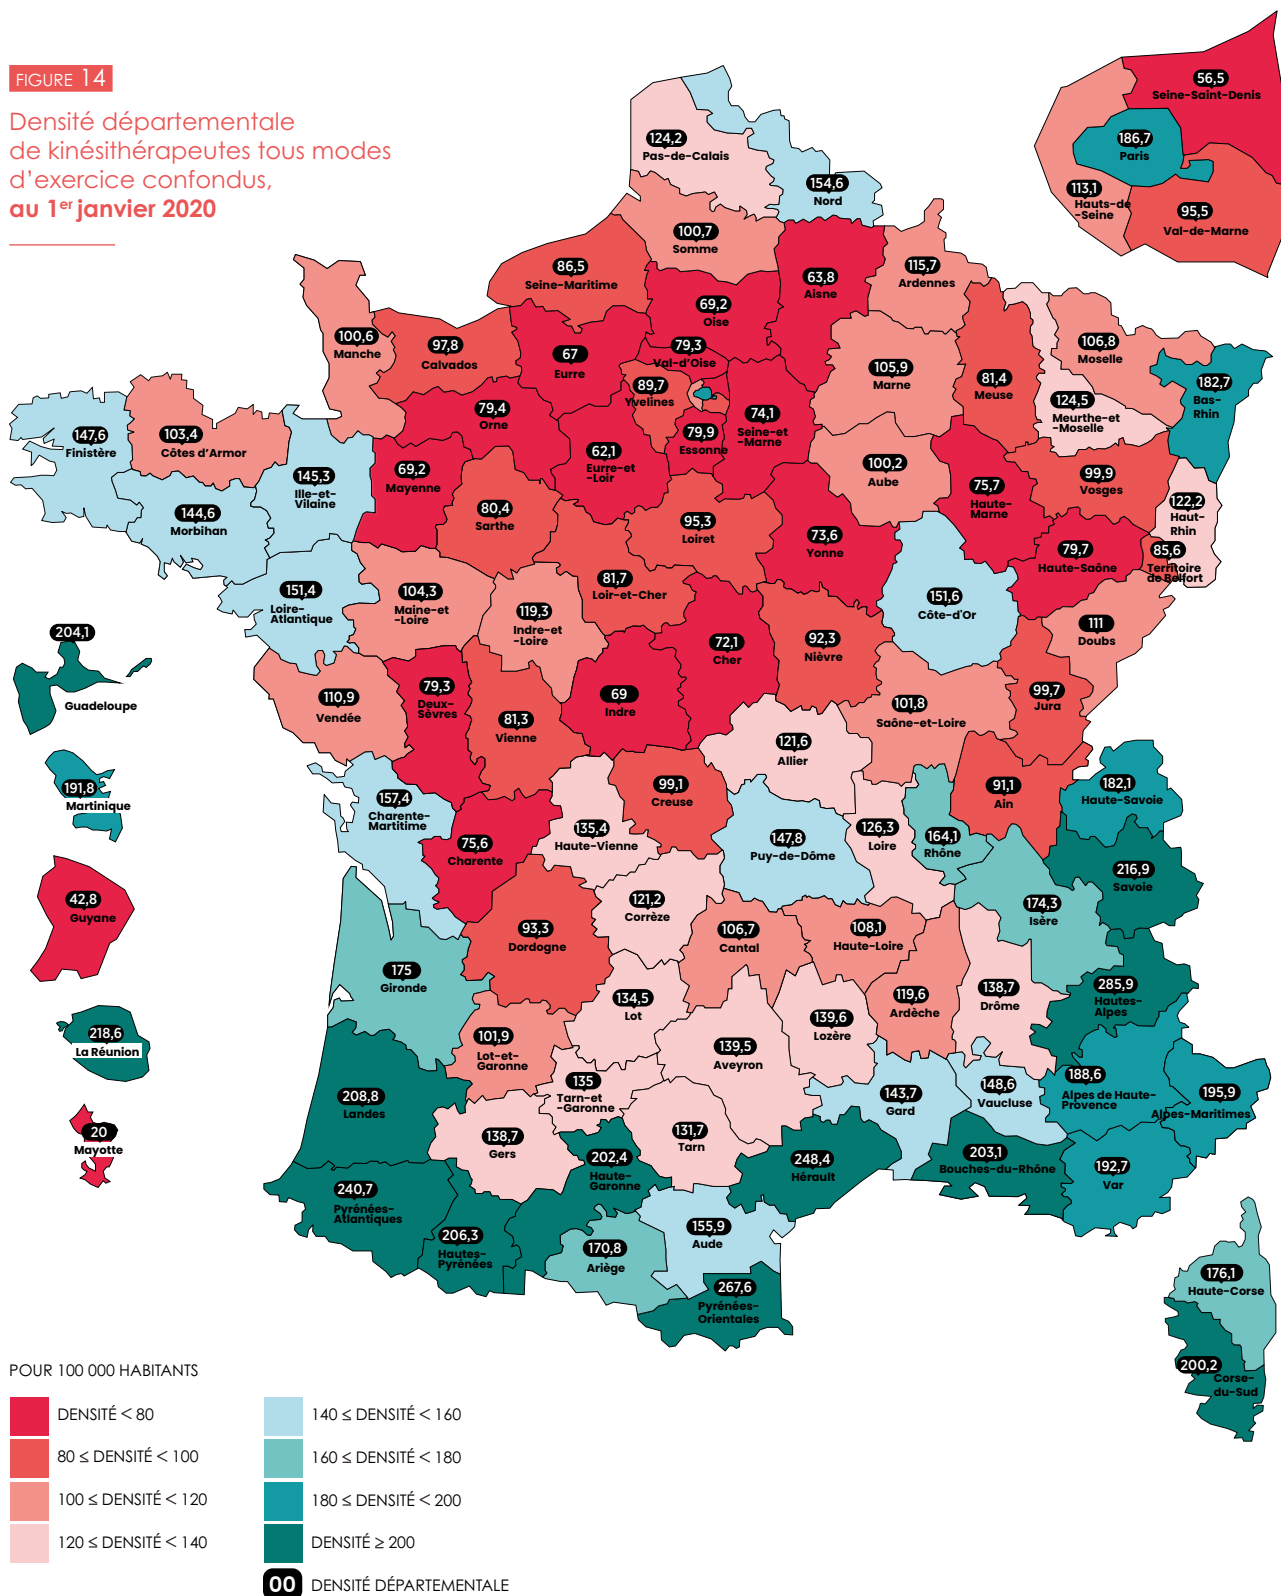 FIGURE 14
Densité départementale
de kinésithérapeutes tous modes
d'exercice confondus,
au 1er janvier 2020
56,5
Seine-Saint-Denis
186,7
Paris
113,1
Hauts-de
-Seine
95,5
Val-de-Marne
124,2
Pas-de-Calais
154,6
Nord
100,7
Somme
86,5
Seine-Maritime
63,8
Aisne
115,7
Ardennes
69,2
Oise
100,6
Manche
97,8
Calvados
67
Eurre
79,3
Val-d'Oise
105,9
Marne
81,4
Meuse
106,8
Moselle
182,7
Bas-
Rhin
124,5
Meurthe-et
-Moselle
89,7
Yvelines
74,1
Seine-et
-Marne
79,9
Essonne
79,4
Orne
147,6
Finistère
103,4
Côtes d'Armor
145,3
Ille-et-
Vilaine
69,2
Mayenne
62,1
Eurre-et
-Loir
100,2
Aube
75,7
Haute-
Marne
99,9
Vosges
122,2
Haut-
Rhin
144,6
Morbihan
80,4
Sarthe
95,3
Loiret
73,6
Yonne
79,7
Haute-Saône
85,6
Territoire
de Belfort
151,4
Loire-
Atlantique
104,3
Maine-et
-Loire
81,7
Loir-et-Cher
119,3
Indre-et
-Loire
151,6
Côte-d'Or
111
Doubs
204,1
Guadeloupe
72,1
Cher
92,3
Nièvre
110,9
Vendée
79,3
Deux-
Sèvres
81,3
Vienne
69
Indre
101,8
Saône-et-Loire
99,7
Jura
121,6
Allier
191,8
Martinique
157,4
Charente-
Martitime
99,1
Creuse
91,1
Ain
182,1
Haute-Savoie
135,4
Haute-Vienne
147,8
Puy-de-Dôme
126,3
Loire
164,1
Rhône
75,6
Charente
216,9
Savoie
42,8
Guyane
121,2
Corrèze
174,3
Isère
93,3
Dordogne
106,7
Cantal
108,1
Haute-Loire
175
Gironde
134,5
Lot
119,6
Ardèche
138,7
Drôme
285,9
Hautes-
Alpes
218,6
La Réunion
101,9
Lot-et-
Garonne
139,5
Aveyron
139,6
Lozère
135
Tarn-et
-Garonne
208,8
Landes
143,7
Gard
148,6
Vaucluse
188,6
Alpes de Haute-
Provence
195,9
Alpes-Maritimes
20
Mayotte
138,7
Gers
131,7
Tarn
202,4
Haute-
Garonne
248,4
Hérault
203,1
Bouches-du-Rhône
192,7
Var
240,7
Pyrénées-
Atlantiques
206,3
Hautes-
Pyrénées
170,8
Ariège
155,9
Aude
267,6
Pyrénées-
Orientales
176,1
Haute-Corse
200,2
Corse-
du-Sud
POUR 100 000 HABITANTS
DENSITÉ < 80
80 ≤ DENSITÉ < 100
100 ≤ DENSITÉ < 120
120 ≤ DENSITÉ < 140
140 ≤ DENSITÉ < 160
160 ≤ DENSITÉ < 180
180 ≤ DENSITÉ < 200
DENSITÉ ≥ 200
00 DENSITÉ DÉPARTEMENTALE